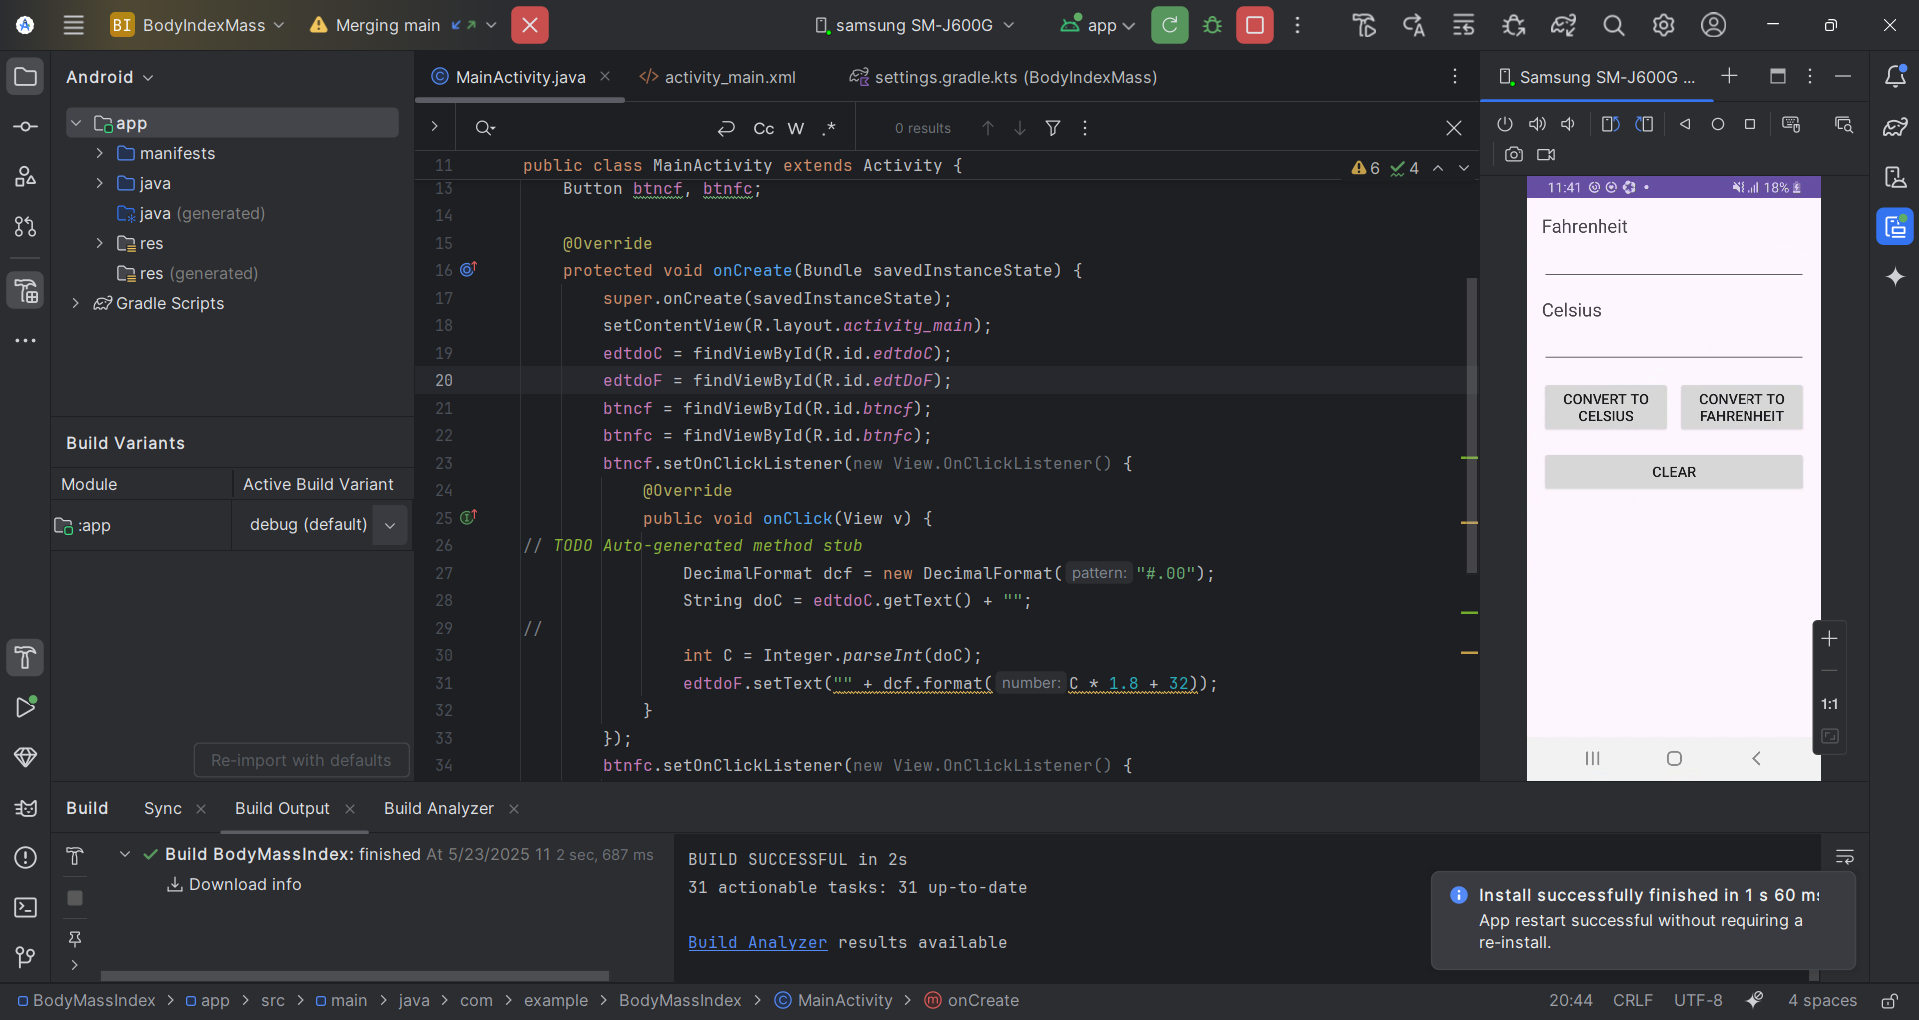 BI BodyIndexMass
Merging main
samsung SM-J600G
app
Android
MainActivity.java
activity_main.xml
settings.gradle.kts (BodyIndexMass)
Samsung SM-J600G ...
app
manifests
java
java (generated)
res
res (generated)
Gradle Scripts
Cc W .*
0 results
6 4
11 public class MainActivity extends Activity {
13 Button btncf, btnfc;
14
15 @Override
16 protected void onCreate(Bundle savedInstanceState) {
17 super.onCreate(savedInstanceState);
18 setContentView(R.layout.activity_main);
19 edtdoC = findViewById(R.id.edtdoC);
20 edtdoF = findViewById(R.id.edtDoF);
21 btncf = findViewById(R.id.btncf);
22 btnfc = findViewById(R.id.btnfc);
23 btncf.setOnClickListener(new View.OnClickListener() {
24 @Override
25 public void onClick(View v) {
26 // TODO Auto-generated method stub
27 DecimalFormat dcf = new DecimalFormat( pattern: "#.00");
28 String doC = edtdoC.getText() + "";
29 //
30 int C = Integer.parseInt(doC);
31 edtdoF.setText("" + dcf.format( number: C * 1.8 + 32));
32 }
33 });
34 btnfc.setOnClickListener(new View.OnClickListener() {
11:41
18%
Fahrenheit
Celsius
CONVERT TO
CELSIUS
CONVERT TO
FAHRENHEIT
CLEAR
1:1
Build Variants
Module
Active Build Variant
:app
debug (default)
Re-import with defaults
Build
Sync
Build Output
Build Analyzer
Build BodyMassIndex: finished At 5/23/2025 11 2 sec, 687 ms
Download info
BUILD SUCCESSFUL in 2s
31 actionable tasks: 31 up-to-date
Build Analyzer results available
Install successfully finished in 1 s 60 ms
App restart successful without requiring a
re-install.
BodyMassIndex > app > src > main > java > com > example > BodyMassIndex > MainActivity > onCreate
20:44 CRLF UTF-8 4 spaces